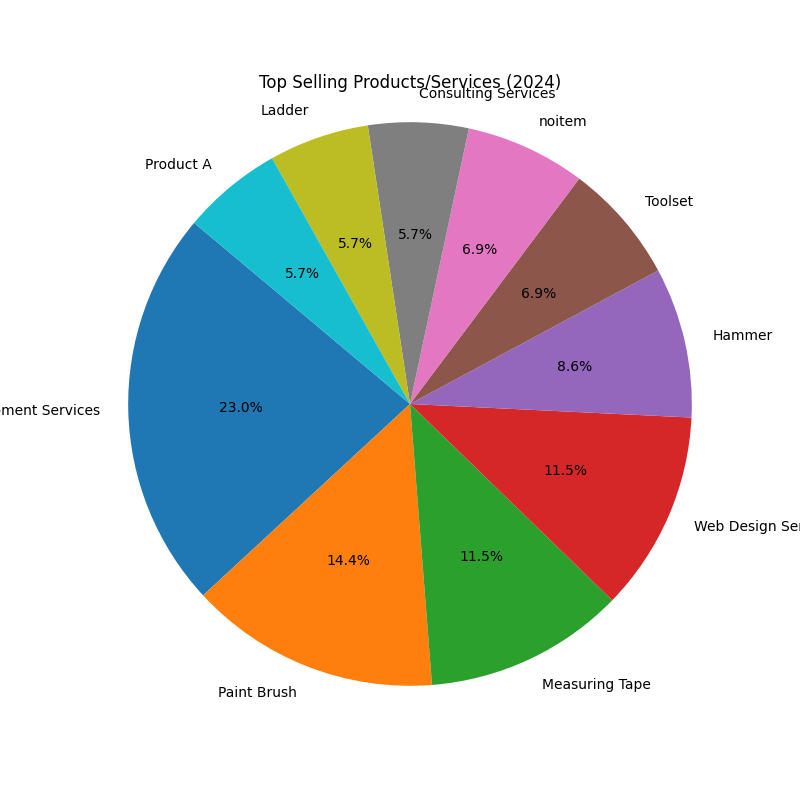 Top Selling Products/Services (2024)
Consulting Services
Ladder
noitem
Product A
Toolset
5.7%
5.7%
6.9%
5.7%
6.9%
Hammer
8.6%
23.0%
Services
11.5%
Web Design
11.5%
14.4%
Measuring Tape
Paint Brush